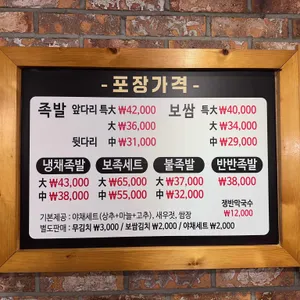 - 포장가격 -
족발 앞다리 특大 ₩42,000 보쌈 특大 ₩40,000
大 ₩36,000 大 ₩34,000
뒷다리 中 ₩31,000 中 ₩29,000
냉채족발 보족세트 불족발 반반족발
大 ₩43,000 大 ₩65,000 大 ₩37,000 ₩38,000
中 ₩38,000 中 ₩55,000 中 ₩32,000
쟁반막국수
기본제공 : 야채세트(상추+마늘+고추), 새우젓, 쌈장 ₩12,000
별도판매 : 무김치 ₩3,000 / 보쌈김치 ₩2,000 / 야채세트 ₩2,000